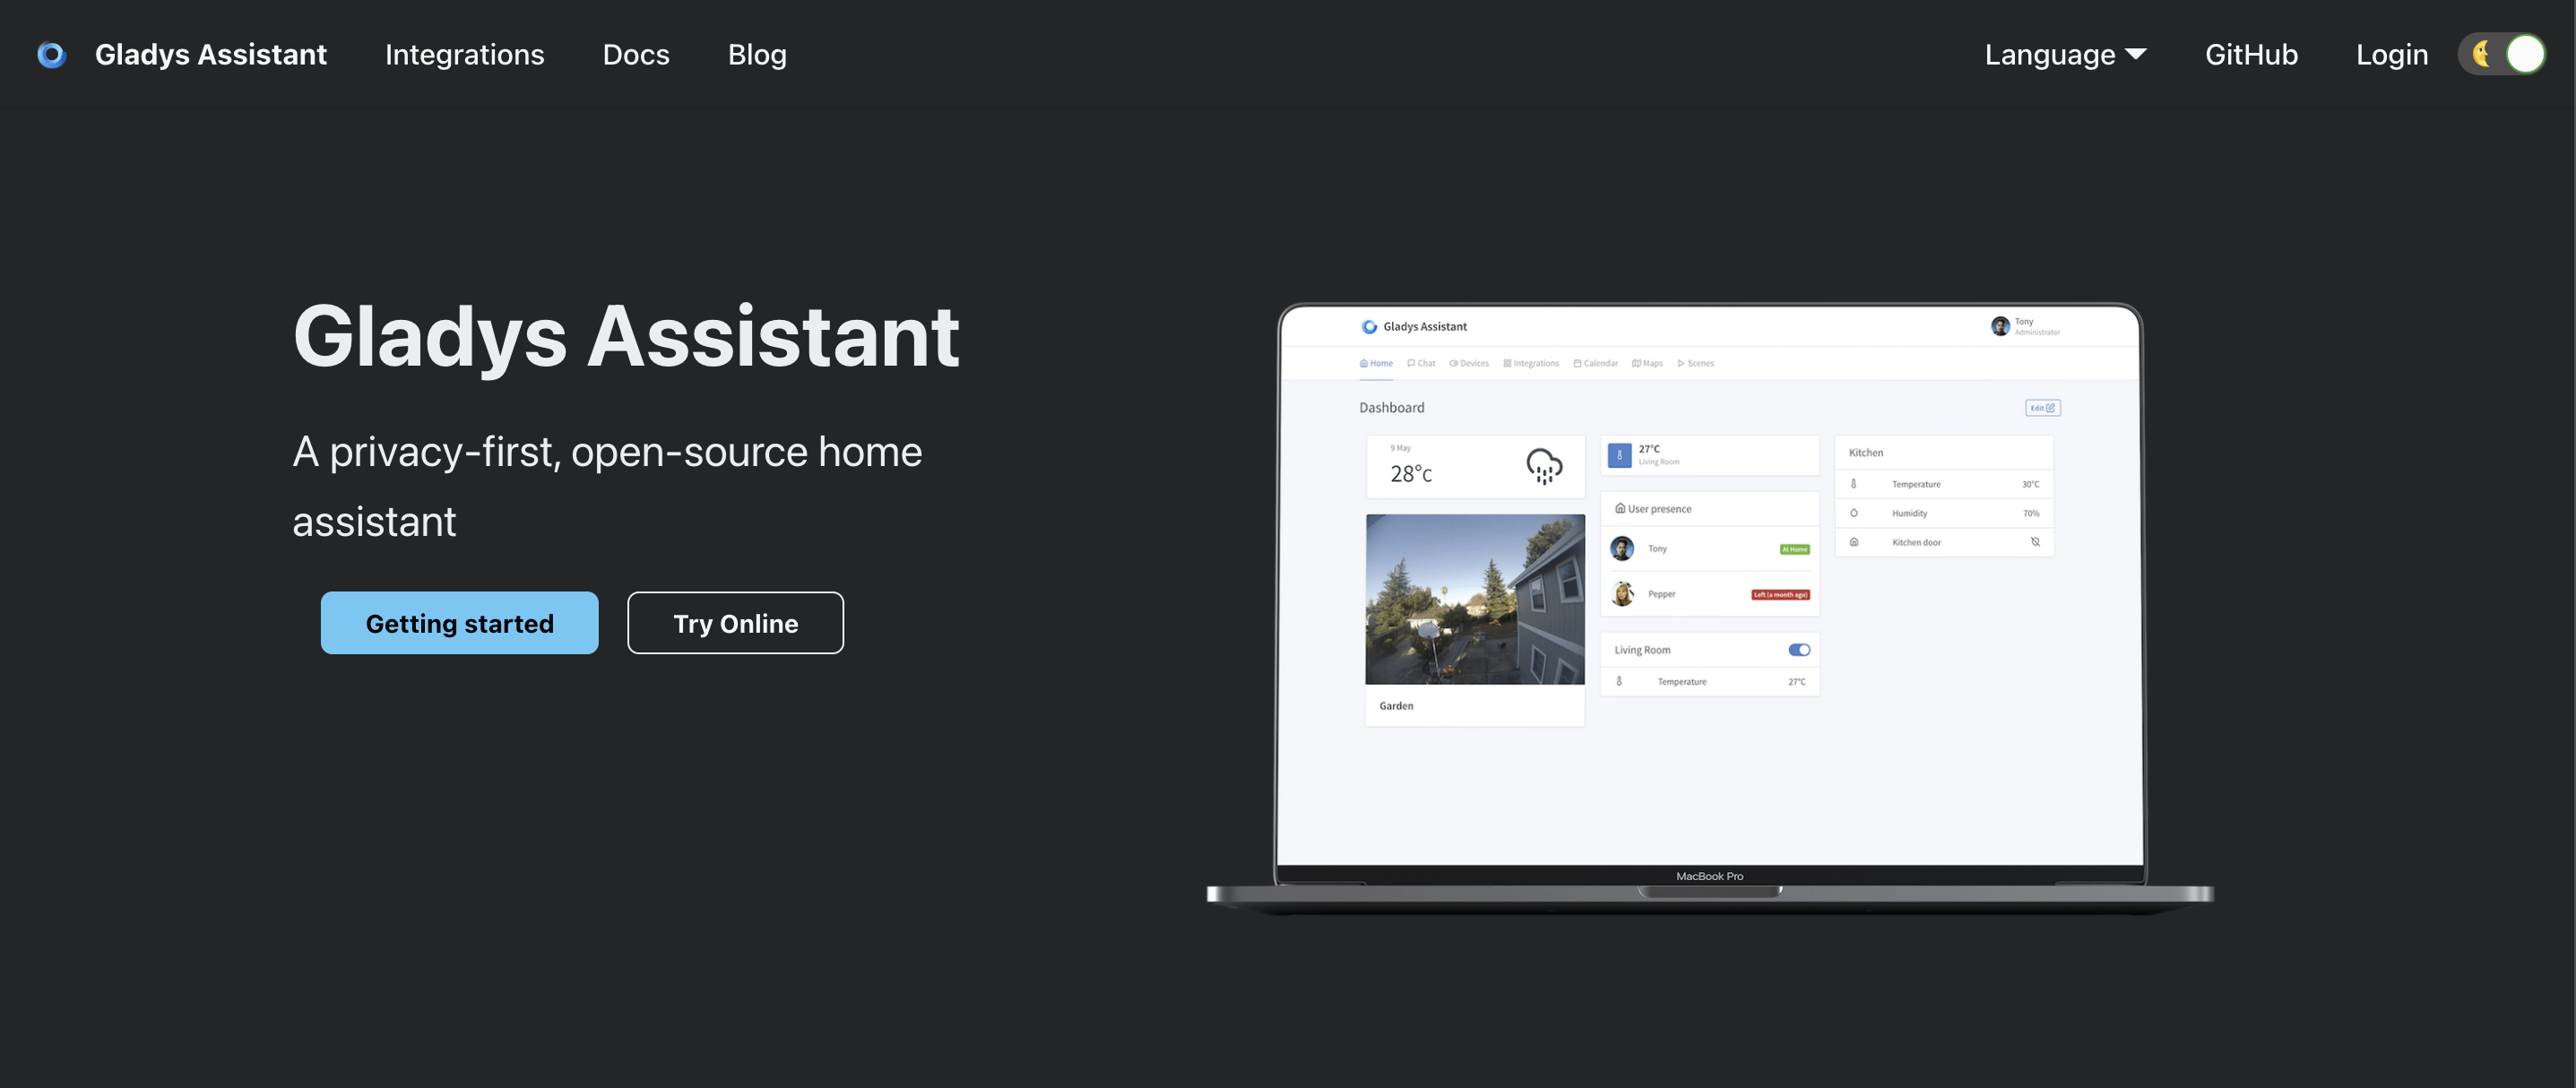 Gladys Assistant
Integrations
Docs
Blog
Language
GitHub
Login
Gladys Assistant
A privacy-first, open-source home
assistant
Getting started
Try Online
Gladys Assistant
Tony
Administrator
Home
Chat
Devices
Integrations
Calendar
Maps
Scenes
Dashboard
Edit
9 May
28°C
Garden
27°C
Living Room
User presence
Tony
At Home
Pepper
Left (a month ago)
Living Room
Temperature
27°C
Kitchen
Temperature
30°C
Humidity
70%
Kitchen door
MacBook Pro